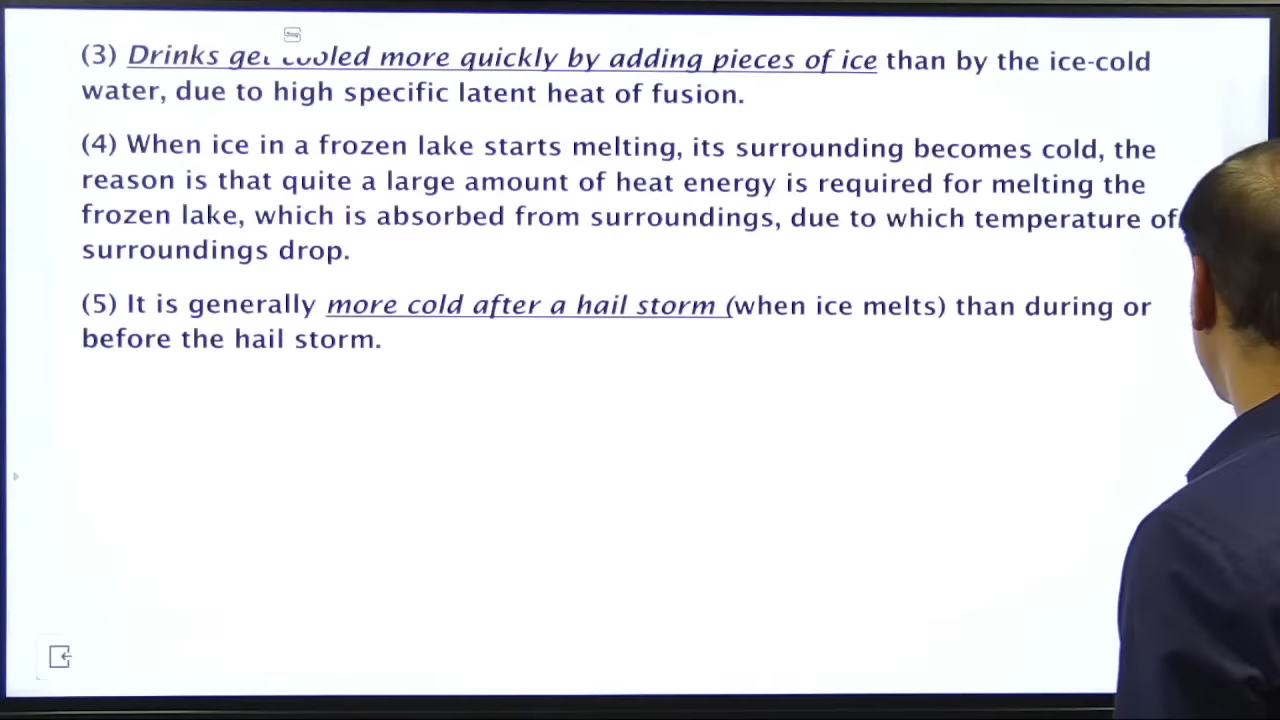 (3) Drinks get cooled more quickly by adding pieces of ice than by the ice-cold
water, due to high specific latent heat of fusion.
(4) When ice in a frozen lake starts melting, its surrounding becomes cold, the
reason is that quite a large amount of heat energy is required for melting the
frozen lake, which is absorbed from surroundings, due to which temperature of
surroundings drop.
(5) It is generally more cold after a hail storm (when ice melts) than during or
before the hail storm.